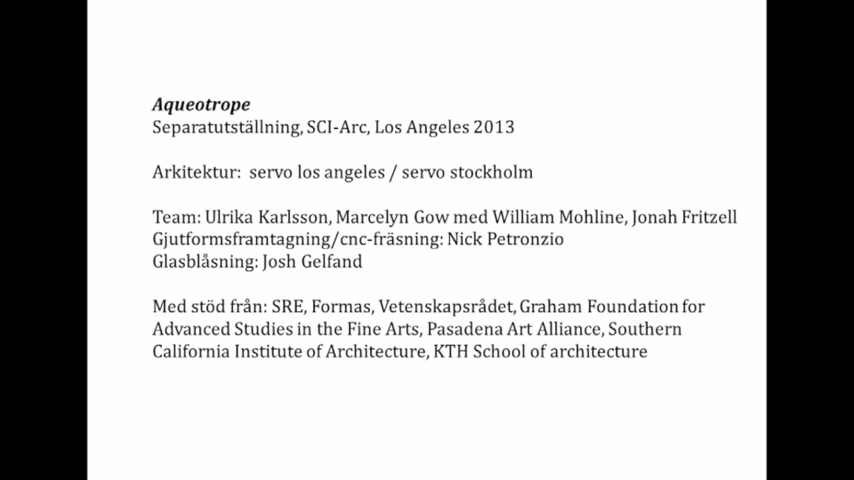 Aqueotrope
Separatutställning, SCI-Arc, Los Angeles 2013
Arkitektur: servo los angeles / servo stockholm
Team: Ulrika Karlsson, Marcelyn Gow med William Mohline, Jonah Fritzell
Gjutformsframtagning/cnc-fräsning: Nick Petronzio
Glasblåsning: Josh Gelfand
Med stöd från: SRE, Formas, Vetenskapsrådet, Graham Foundation for
Advanced Studies in the Fine Arts, Pasadena Art Alliance, Southern
California Institute of Architecture, KTH School of architecture